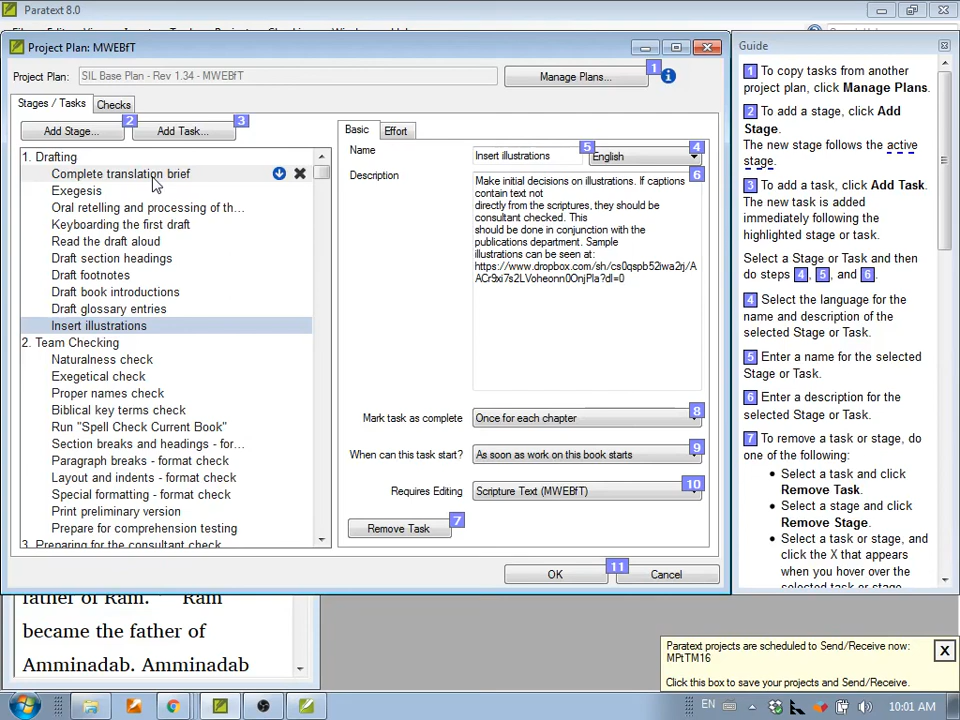 Paratext 8.0
Project Plan: MWEBfT
Project Plan:
SIL Base Plan - Rev 1.34 - MWEBfT
Manage Plans...
1
Stages / Tasks
Checks
2
3
Add Stage...
Add Task...
1. Drafting
Complete translation brief
Exegesis
Oral retelling and processing of th...
Keyboarding the first draft
Read the draft aloud
Draft section headings
Draft footnotes
Draft book introductions
Draft glossary entries
Insert illustrations
2. Team Checking
Naturalness check
Exegetical check
Proper names check
Biblical key terms check
Run "Spell Check Current Book"
Section breaks and headings - for...
Paragraph breaks - format check
Layout and indents - format check
Special formatting - format check
Print preliminary version
Prepare for comprehension testing
3. Preparing for the consultant check
Basic
Effort
Name
Insert illustrations
5
English
4
Description
6
Make initial decisions on illustrations. If captions
contain text not
directly from the scriptures, they should be
consultant checked. This
should be done in conjunction with the
publications department. Sample
illustrations can be seen at:
https://www.dropbox.com/sh/cs0qspb52iwa2rj/A
ACr9xi7s2LVoheonn0OnjPla?dl=0
Mark task as complete
Once for each chapter
8
When can this task start?
As soon as work on this book starts
9
Requires Editing
Scripture Text (MWEBfT)
10
Remove Task
7
OK
11
Cancel
Guide
1 To copy tasks from another
project plan, click Manage Plans.
2 To add a stage, click Add
Stage.
The new stage follows the active
stage.
3 To add a task, click Add Task.
The new task is added
immediately following the
highlighted stage or task.
Select a Stage or Task and then
do steps 4, 5, and 6.
4 Select the language for the
name and description of the
selected Stage or Task.
5 Enter a name for the selected
Stage or Task.
6 Enter a description for the
selected Stage or Task.
7 To remove a task or stage, do
one of the following:
• Select a task and click
Remove Task.
• Select a stage and click
Remove Stage.
• Select a task or stage, and
click the X that appears
when you hover over the
selected task or stage
father of Ram. Ram
became the father of
Amminadab. Amminadab
Paratext projects are scheduled to Send/Receive now:
MPtTM16
X
Click this box to save your projects and Send/Receive.
EN
10:01 AM